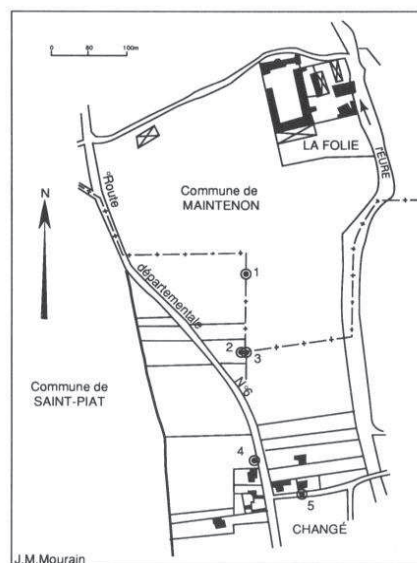 0 100m
LA FOLIE
l'EURE
Commune de
MAINTENON
Route
départementale
N°6
N
1
2 3
Commune de
SAINT-PIAT
4
5
CHANGÉ
J.M.Mourain